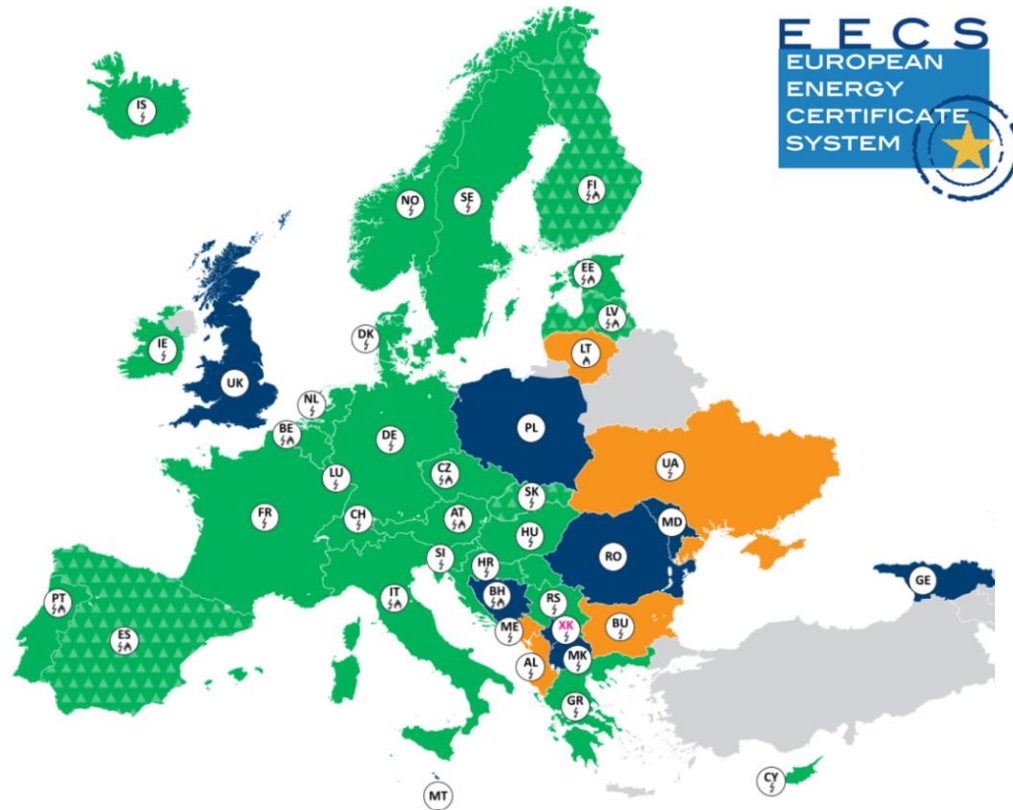 EECS
EUROPEAN
ENERGY
CERTIFICATE
SYSTEM
IS
NO
SE
FI
EE
LV
DK
LT
IE
UK
NL
BE
DE
PL
UA
LU
CZ
SK
FR
CH
AT
HU
MD
RO
SI
HR
GE
IT
BH
RS
PT
ES
ME
XK
BU
AL
MK
GR
CY
MT